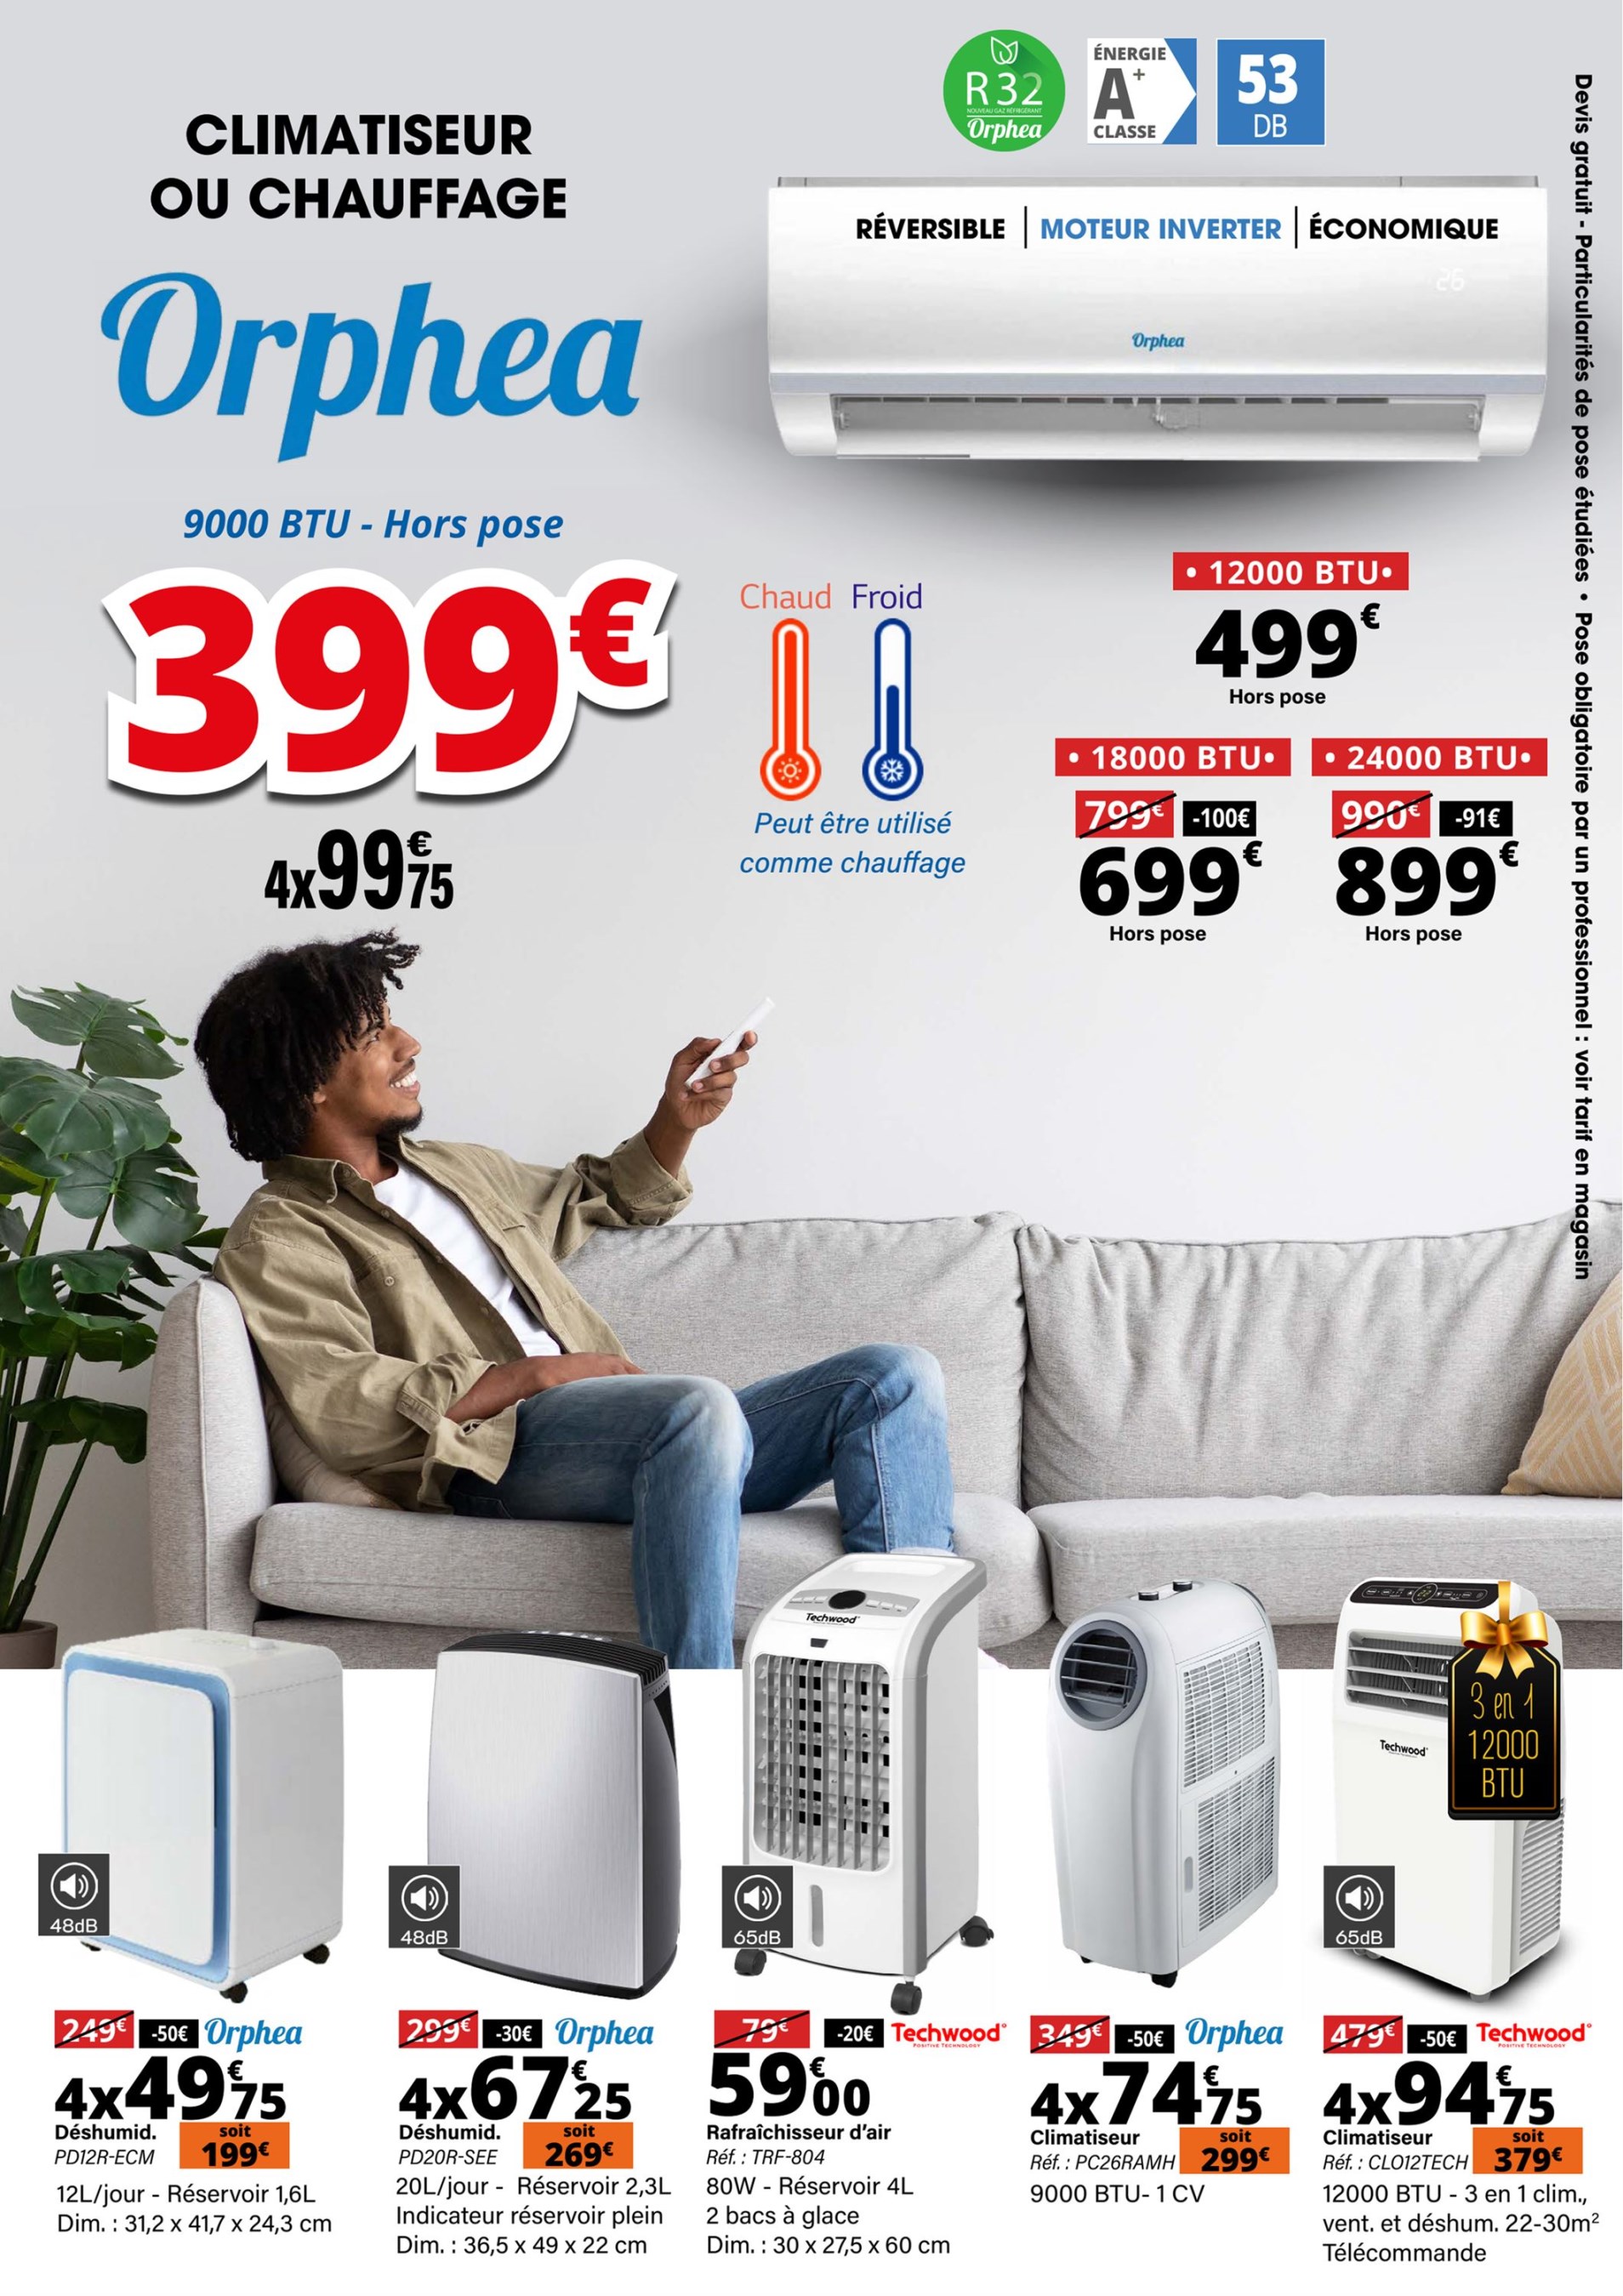 R32
NOUVEAU GAZ RÉFRIGÉRANT
Orphea
ÉNERGIE
A+
CLASSE
53
DB
CLIMATISEUR
OU CHAUFFAGE
Orphea
RÉVERSIBLE | MOTEUR INVERTER | ÉCONOMIQUE
26
Orphea
Devis gratuit - Particularités de pose étudiées • Pose obligatoire par un professionnel : voir tarif en magasin
9000 BTU - Hors pose
399€
4x99€75
Chaud Froid
Peut être utilisé
comme chauffage
• 12000 BTU•
499€
Hors pose
• 18000 BTU•
799€ -100€
699€
Hors pose
• 24000 BTU•
990€ -91€
899€
Hors pose
Techwood
Techwood
3 en 1
12000
BTU
48dB
48dB
65dB
65dB
249€ -50€ Orphea
4x49€75
Déshumid.
PD12R-ECM
soit
199€
12L/jour - Réservoir 1,6L
Dim. : 31,2 x 41,7 x 24,3 cm
299€ -30€ Orphea
4x67€25
Déshumid.
PD20R-SEE
soit
269€
20L/jour - Réservoir 2,3L
Indicateur réservoir plein
Dim. : 36,5 x 49 x 22 cm
79€ -20€ Techwood
POSITIVE TECHNOLOGY
59€00
Rafraîchisseur d'air
Réf. : TRF-804
80W - Réservoir 4L
2 bacs à glace
Dim. : 30 x 27,5 x 60 cm
349€ -50€ Orphea
4x74€75
Climatiseur
Réf. : PC26RAMH
soit
299€
9000 BTU- 1 CV
479€ -50€ Techwood
POSITIVE TECHNOLOGY
4x94€75
Climatiseur
Réf. : CLO12TECH
soit
379€
12000 BTU - 3 en 1 clim.,
vent. et déshum. 22-30m²
Télécommande